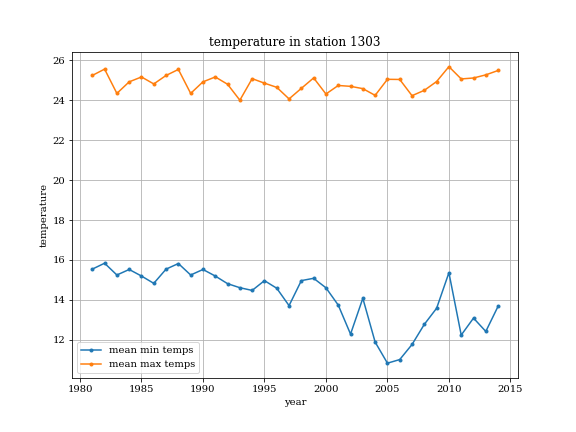 temperature in station 1303
26
24
22
20
18
16
14
12
temperature
mean min temps
mean max temps
1980 1985 1990 1995 2000 2005 2010 2015
year